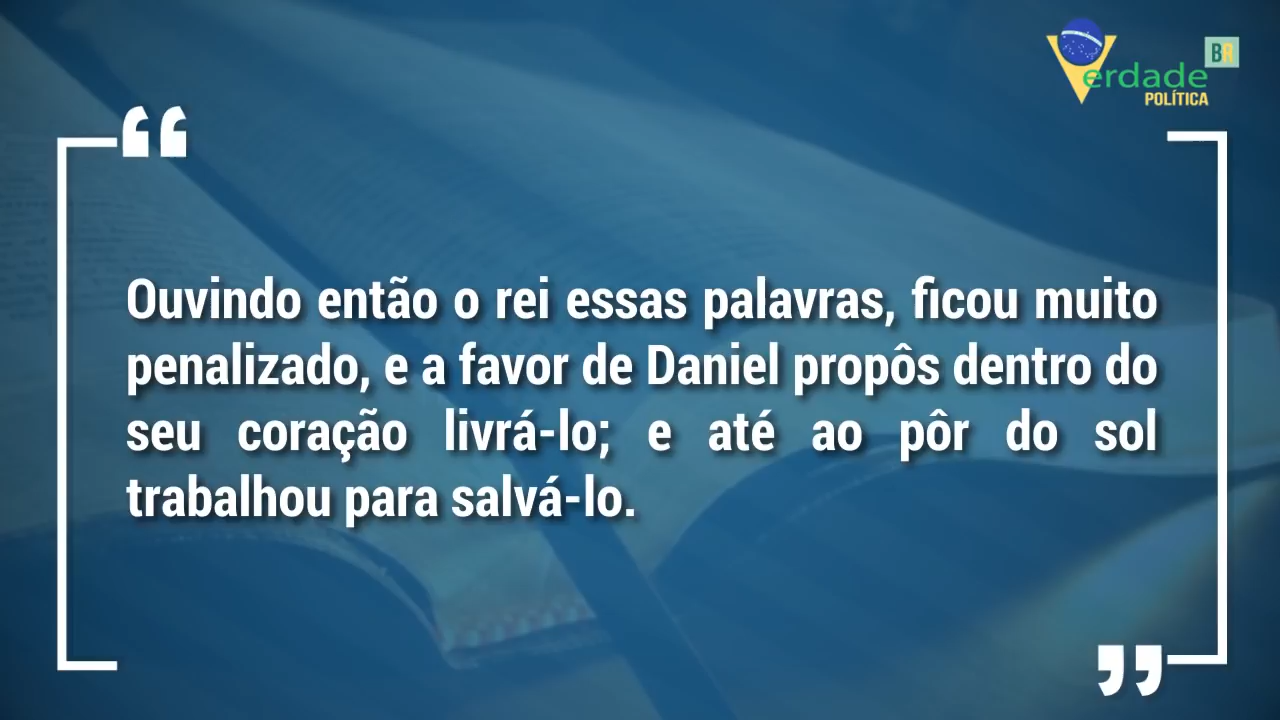 BR
erdade
POLÍTICA
“
Ouvindo então o rei essas palavras, ficou muito
penalizado, e a favor de Daniel propôs dentro do
seu coração livrá-lo; e até ao pôr do sol
trabalhou para salvá-lo.
”